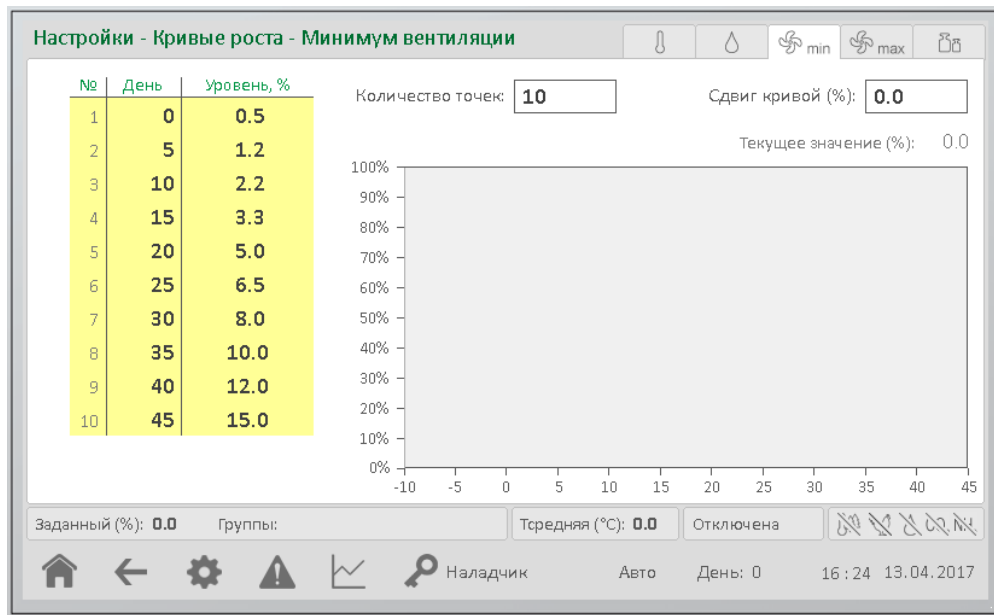 Настройки - Кривые роста - Минимум вентиляции
min
max
№ День Уровень, %
1 0 0.5
2 5 1.2
3 10 2.2
4 15 3.3
5 20 5.0
6 25 6.5
7 30 8.0
8 35 10.0
9 40 12.0
10 45 15.0
Количество точек: 10
Сдвиг кривой (%): 0.0
Текущее значение (%): 0.0
100%
90%
80%
70%
60%
50%
40%
30%
20%
10%
0%
-10 -5 0 5 10 15 20 25 30 35 40 45
Заданный (%): 0.0 Группы: Tсредняя (°C): 0.0 Отключена
Наладчик Авто День: 0 16 : 24 13.04.2017